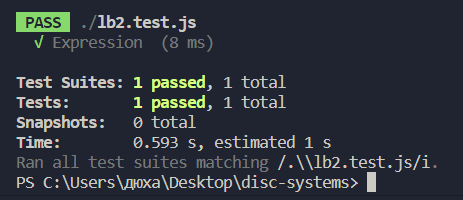 PASS ./lb2.test.js
√ Expression (8 ms)
Test Suites: 1 passed, 1 total
Tests: 1 passed, 1 total
Snapshots: 0 total
Time: 0.593 s, estimated 1 s
Ran all test suites matching /.\\lb2.test.js/i.
PS C:\Users\дюха\Desktop\disc-systems>